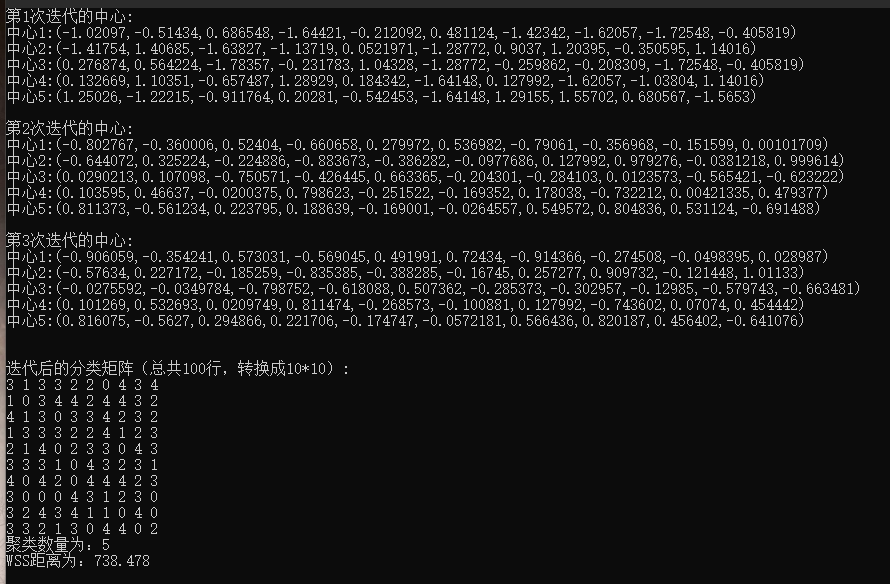 第1次迭代的中心:
中心1:(-1.02097,-0.51434,0.686548,-1.64421,-0.212092,0.481124,-1.42342,-1.62057,-1.72548,-0.405819)
中心2:(-1.41754,1.40685,-1.63827,-1.13719,0.0521971,-1.28772,0.9037,1.20395,-0.350595,1.14016)
中心3:(0.276874,0.564224,-1.78357,-0.231783,1.04328,-1.28772,-0.259862,-0.208309,-1.72548,-0.405819)
中心4:(0.132669,1.10351,-0.657487,1.28929,0.184342,-1.64148,0.127992,-1.62057,-1.03804,1.14016)
中心5:(1.25026,-1.22215,-0.911764,0.20281,-0.542453,-1.64148,1.29155,1.55702,0.680567,-1.5653)
第2次迭代的中心:
中心1:(-0.802767,-0.360006,0.52404,-0.660658,0.279972,0.536982,-0.79061,-0.356968,-0.151599,0.00101709)
中心2:(-0.644072,0.325224,-0.224886,-0.883673,-0.386282,-0.0977686,0.127992,0.979276,-0.0381218,0.999614)
中心3:(0.0290213,0.107098,-0.750571,-0.426445,0.663365,-0.204301,-0.284103,0.0123573,-0.565421,-0.623222)
中心4:(0.103595,0.46637,-0.0200375,0.798623,-0.251522,-0.169352,0.178038,-0.732212,0.00421335,0.479377)
中心5:(0.811373,-0.561234,0.223795,0.188639,-0.169001,-0.0264557,0.549572,0.804836,0.531124,-0.691488)
第3次迭代的中心:
中心1:(-0.906059,-0.354241,0.573031,-0.569045,0.491991,0.72434,-0.914366,-0.274508,-0.0498395,0.028987)
中心2:(-0.57634,0.227172,-0.185259,-0.835385,-0.388285,-0.16745,0.257277,0.909732,-0.121448,1.01133)
中心3:(-0.0275592,-0.0349784,-0.798752,-0.618088,0.507362,-0.285373,-0.302957,-0.12985,-0.579743,-0.663481)
中心4:(0.101269,0.532693,0.0209749,0.811474,-0.268573,-0.100881,0.127992,-0.743602,0.07074,0.454442)
中心5:(0.816075,-0.5627,0.294866,0.221706,-0.174747,-0.0572181,0.566436,0.820187,0.456402,-0.641076)
迭代后的分类矩阵（总共100行，转换成10*10）:
3 1 3 3 2 2 0 4 3 4
1 0 3 4 4 2 4 4 3 2
4 1 3 0 3 3 4 2 3 2
1 3 3 3 2 2 4 1 2 3
2 1 4 0 2 3 3 0 4 3
3 3 3 1 0 4 3 2 3 1
4 0 4 2 0 4 4 4 2 3
3 0 0 0 4 3 1 2 3 0
3 2 4 3 4 1 1 0 4 0
3 3 2 1 3 0 4 4 0 2
聚类数量为: 5
WSS距离为: 738.478